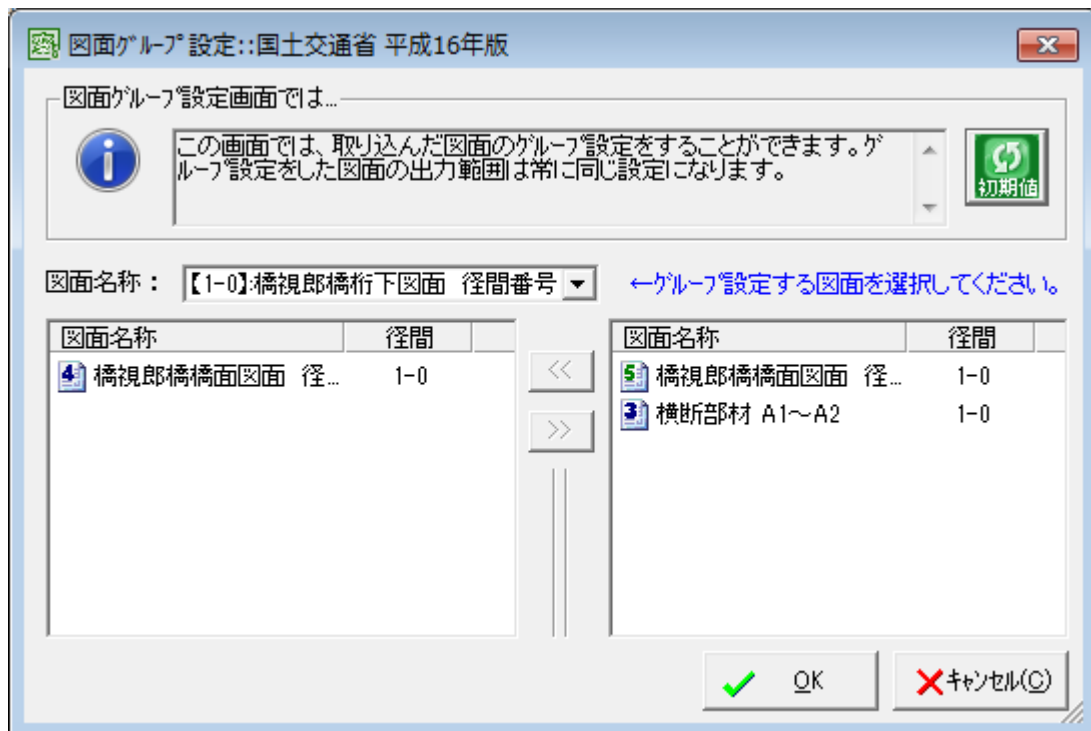 図面ｸﾞﾙｰﾌﾟ設定::国土交通省 平成16年版
図面ｸﾞﾙｰﾌﾟ設定画面では...
この画面では、取り込んだ図面のｸﾞﾙｰﾌﾟ設定をすることができます。ｸﾞ
ﾙｰﾌﾟ設定をした図面の出力範囲は常に同じ設定になります。
初期値
図面名称： 【1-0】:橋視郎橋桁下図面 径間番号 ←ｸﾞﾙｰﾌﾟ設定する図面を選択してください。
図面名称 径間
4 橋視郎橋橋面図面 径... 1-0
<<
>>
図面名称 径間
5 橋視郎橋橋面図面 径... 1-0
3 横断部材 A1～A2 1-0
OK ｷｬﾝｾﾙ(C)